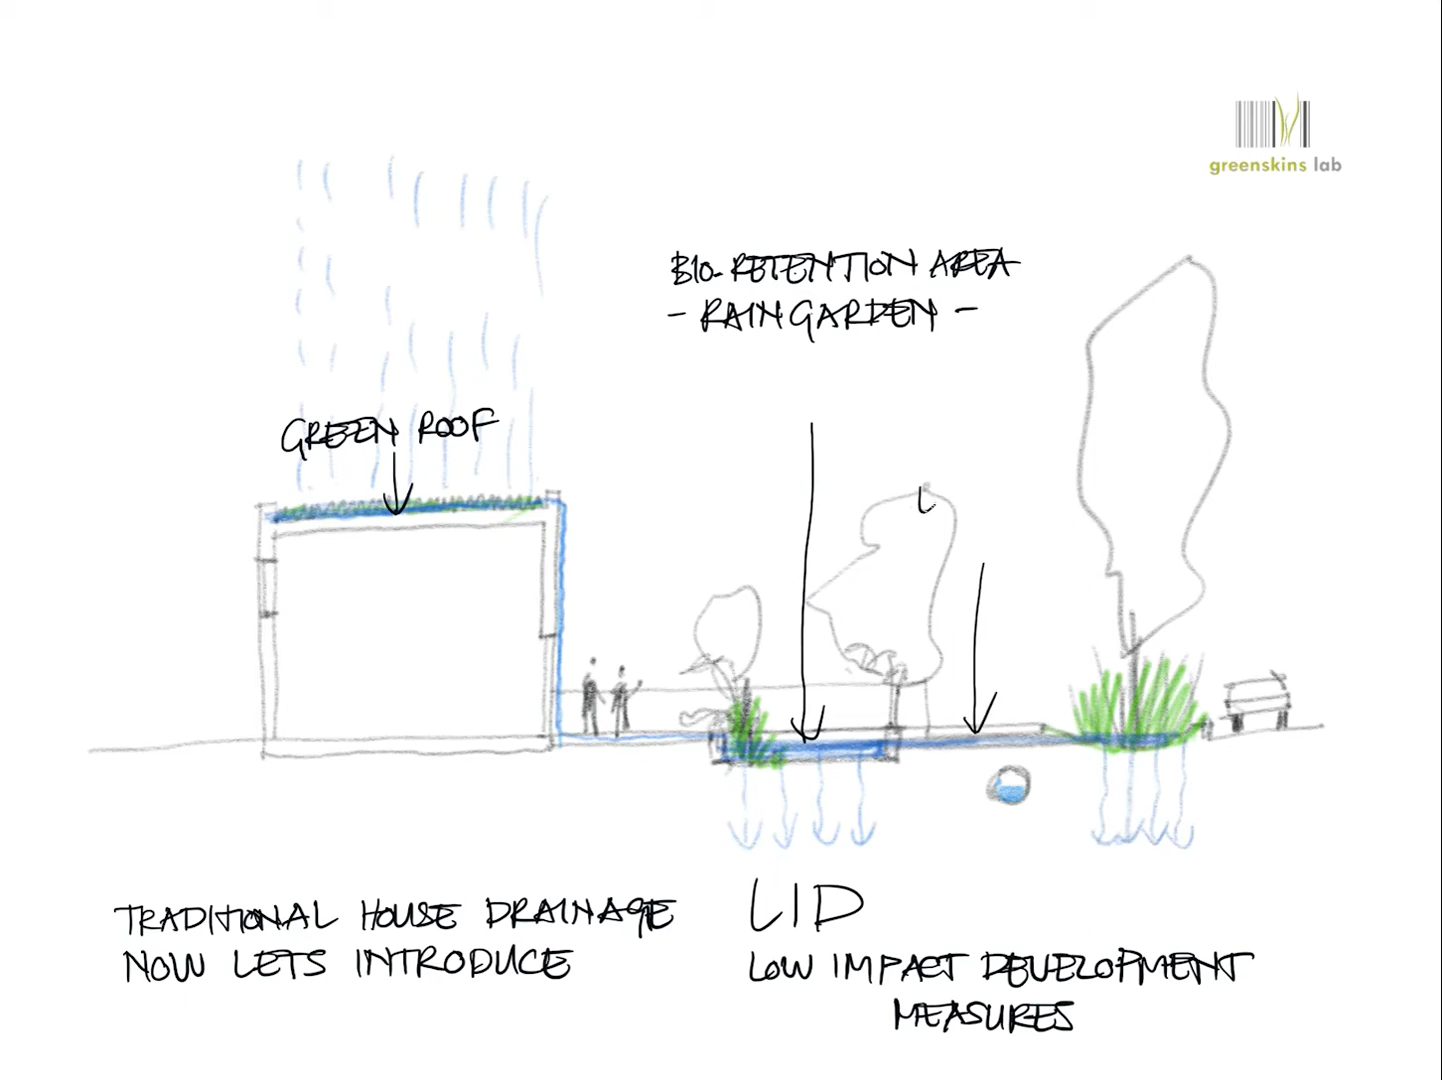 greenskins lab
BIO-RETENTION AREA
- RAIN GARDEN -
GREEN ROOF
TRADITIONAL HOUSE DRAINAGE
NOW LETS INTRODUCE
LID
LOW IMPACT DEVELOPMENT
MEASURES